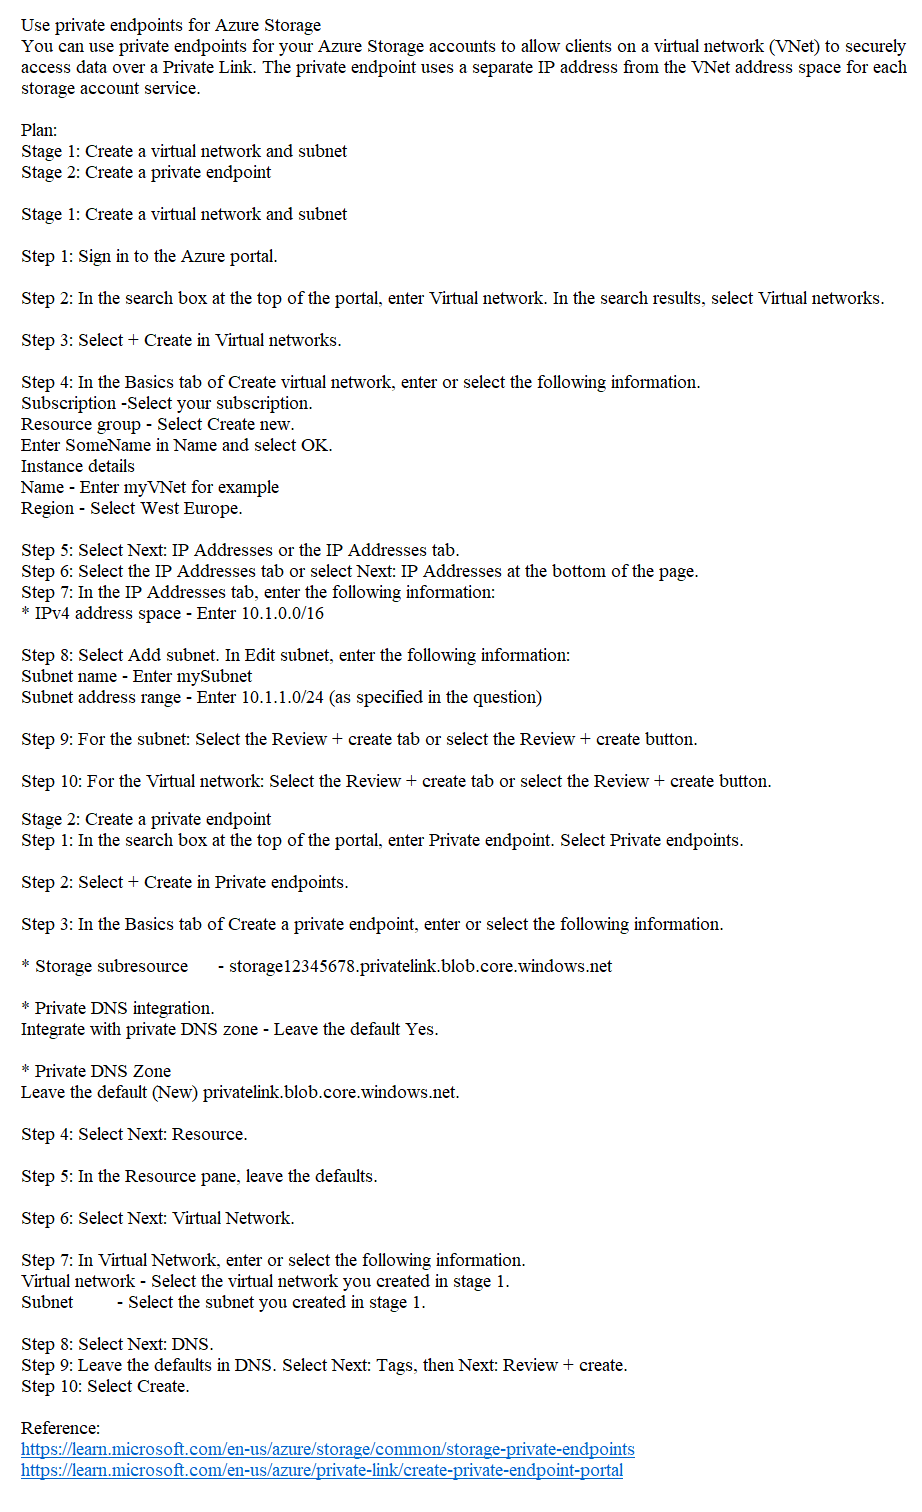 Use private endpoints for Azure Storage
You can use private endpoints for your Azure Storage accounts to allow clients on a virtual network (VNet) to securely
access data over a Private Link. The private endpoint uses a separate IP address from the VNet address space for each
storage account service.
Plan:
Stage 1: Create a virtual network and subnet
Stage 2: Create a private endpoint
Stage 1: Create a virtual network and subnet
Step 1: Sign in to the Azure portal.
Step 2: In the search box at the top of the portal, enter Virtual network. In the search results, select Virtual networks.
Step 3: Select + Create in Virtual networks.
Step 4: In the Basics tab of Create virtual network, enter or select the following information.
Subscription -Select your subscription.
Resource group - Select Create new.
Enter SomeName in Name and select OK.
Instance details
Name - Enter myVNet for example
Region - Select West Europe.
Step 5: Select Next: IP Addresses or the IP Addresses tab.
Step 6: Select the IP Addresses tab or select Next: IP Addresses at the bottom of the page.
Step 7: In the IP Addresses tab, enter the following information:
* IPv4 address space - Enter 10.1.0.0/16
Step 8: Select Add subnet. In Edit subnet, enter the following information:
Subnet name - Enter mySubnet
Subnet address range - Enter 10.1.1.0/24 (as specified in the question)
Step 9: For the subnet: Select the Review + create tab or select the Review + create button.
Step 10: For the Virtual network: Select the Review + create tab or select the Review + create button.
Stage 2: Create a private endpoint
Step 1: In the search box at the top of the portal, enter Private endpoint. Select Private endpoints.
Step 2: Select + Create in Private endpoints.
Step 3: In the Basics tab of Create a private endpoint, enter or select the following information.
* Storage subresource - storage12345678.privatelink.blob.core.windows.net
* Private DNS integration.
Integrate with private DNS zone - Leave the default Yes.
* Private DNS Zone
Leave the default (New) privatelink.blob.core.windows.net.
Step 4: Select Next: Resource.
Step 5: In the Resource pane, leave the defaults.
Step 6: Select Next: Virtual Network.
Step 7: In Virtual Network, enter or select the following information.
Virtual network - Select the virtual network you created in stage 1.
Subnet - Select the subnet you created in stage 1.
Step 8: Select Next: DNS.
Step 9: Leave the defaults in DNS. Select Next: Tags, then Next: Review + create.
Step 10: Select Create.
Reference:
https://learn.microsoft.com/en-us/azure/storage/common/storage-private-endpoints
https://learn.microsoft.com/en-us/azure/private-link/create-private-endpoint-portal